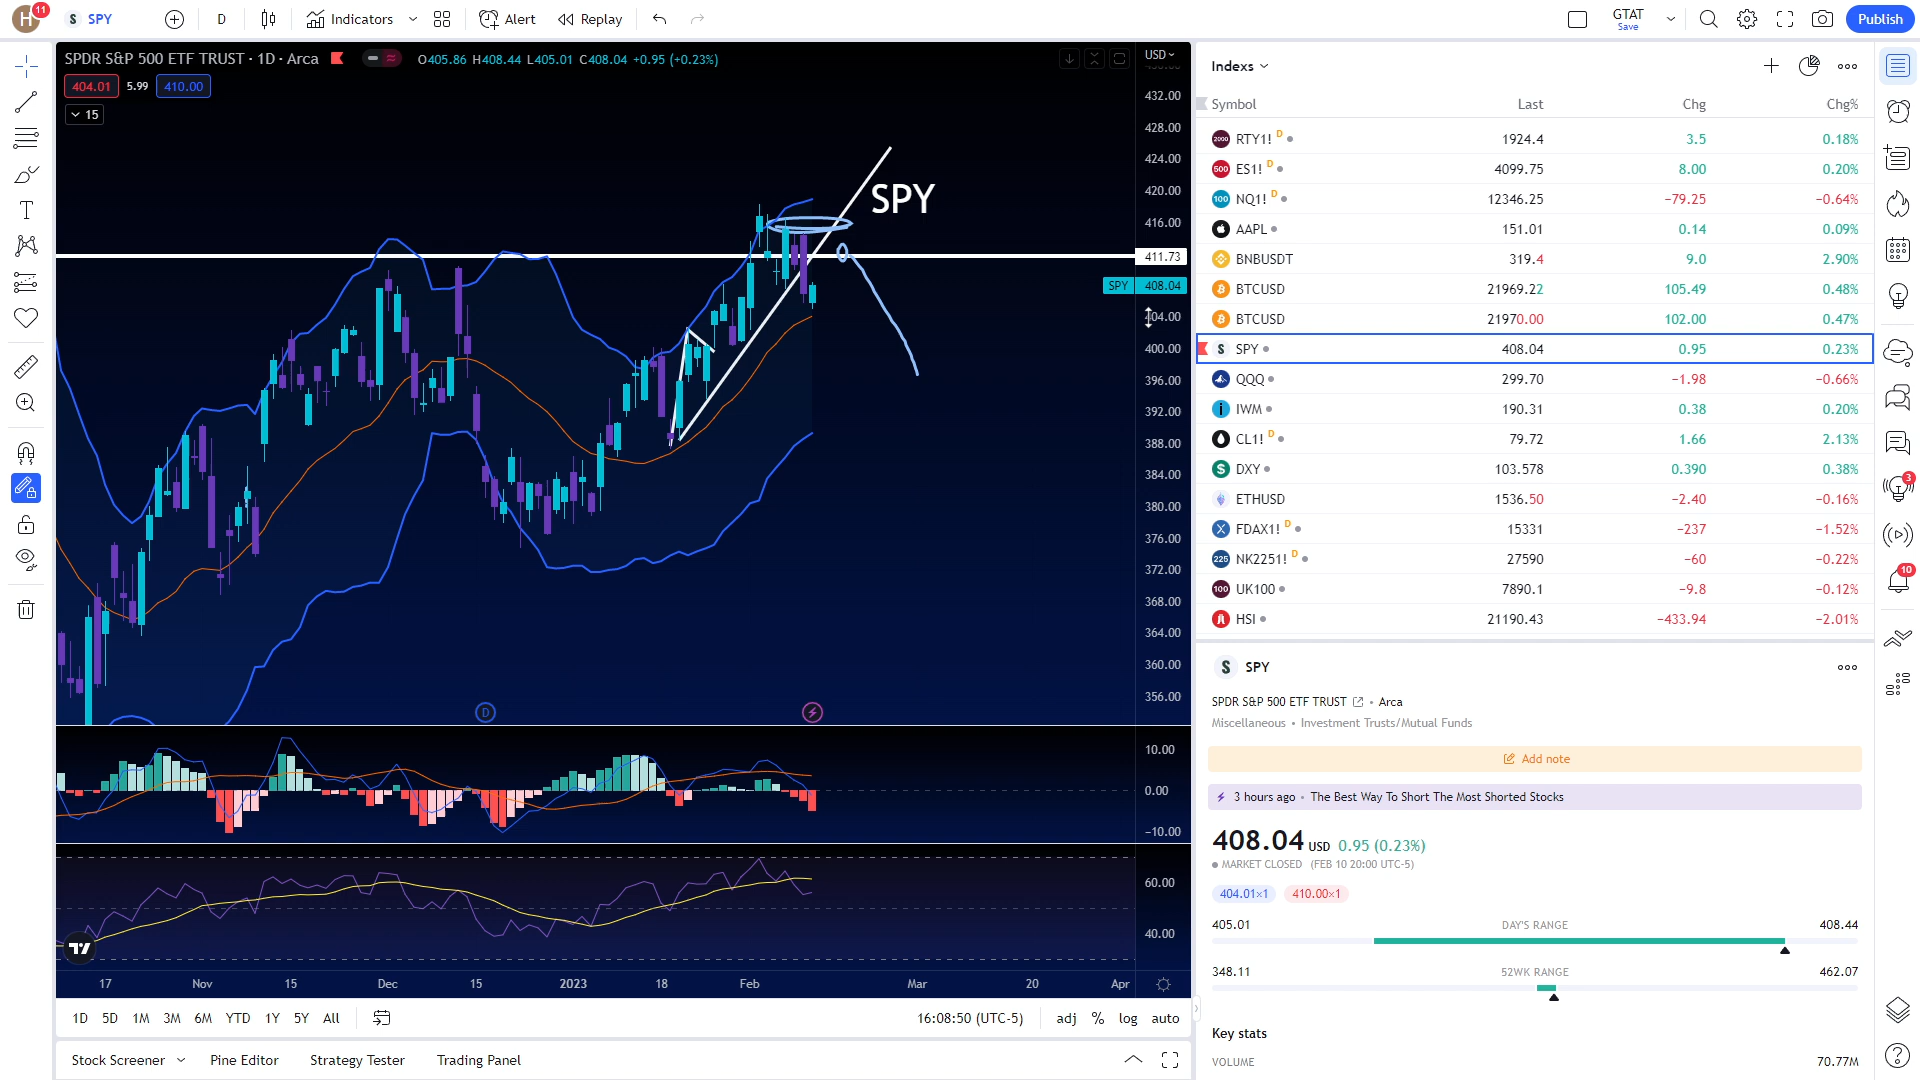 H 11 S SPY D Indicators Alert Replay GTAT Save Publish
SPDR S&P 500 ETF TRUST · 1D · Arca O405.86 H408.44 L405.01 C408.04 +0.95 (+0.23%) USD
404.01 5.99 410.00
15
SPY
432.00
428.00
424.00
420.00
416.00
411.73
SPY 408.04
404.00
400.00
396.00
392.00
388.00
384.00
380.00
376.00
372.00
368.00
364.00
360.00
356.00
D
10.00
0.00
−10.00
60.00
40.00
17 Nov 15 Dec 15 2023 18 Feb Mar 20 Apr
1D 5D 1M 3M 6M YTD 1Y 5Y All 16:08:50 (UTC-5) adj % log auto
Stock Screener Pine Editor Strategy Tester Trading Panel
Indexs
Symbol Last Chg Chg%
2000 RTY1! D 1924.4 3.5 0.18%
500 ES1! D 4099.75 8.00 0.20%
100 NQ1! D 12346.25 −79.25 −0.64%
AAPL 151.01 0.14 0.09%
BNBUSDT 319.4 9.0 2.90%
BTCUSD 21969.22 105.49 0.48%
BTCUSD 21970.00 102.00 0.47%
S SPY 408.04 0.95 0.23%
QQQ 299.70 −1.98 −0.66%
IWM 190.31 0.38 0.20%
CL1! D 79.72 1.66 2.13%
$ DXY 103.578 0.390 0.38%
ETHUSD 1536.50 −2.40 −0.16%
X FDAX1! D 15331 −237 −1.52%
225 NK2251! D 27590 −60 −0.22%
100 UK100 7890.1 −9.8 −0.12%
HSI 21190.43 −433.94 −2.01%
S SPY
SPDR S&P 500 ETF TRUST • Arca
Miscellaneous • Investment Trusts/Mutual Funds
Add note
3 hours ago • The Best Way To Short The Most Shorted Stocks
408.04 USD 0.95 (0.23%)
MARKET CLOSED (FEB 10 20:00 UTC-5)
404.01×1 410.00×1
405.01 DAY'S RANGE 408.44
348.11 52WK RANGE 462.07
Key stats
VOLUME 70.77M
3
10